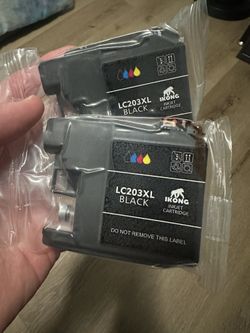 LC203XL
BLACK
IKONG
INKJET
CARTRIDGE
LC203XL
BLACK
IKONG
INKJET
CARTRIDGE
DO NOT REMOVE THIS LABEL